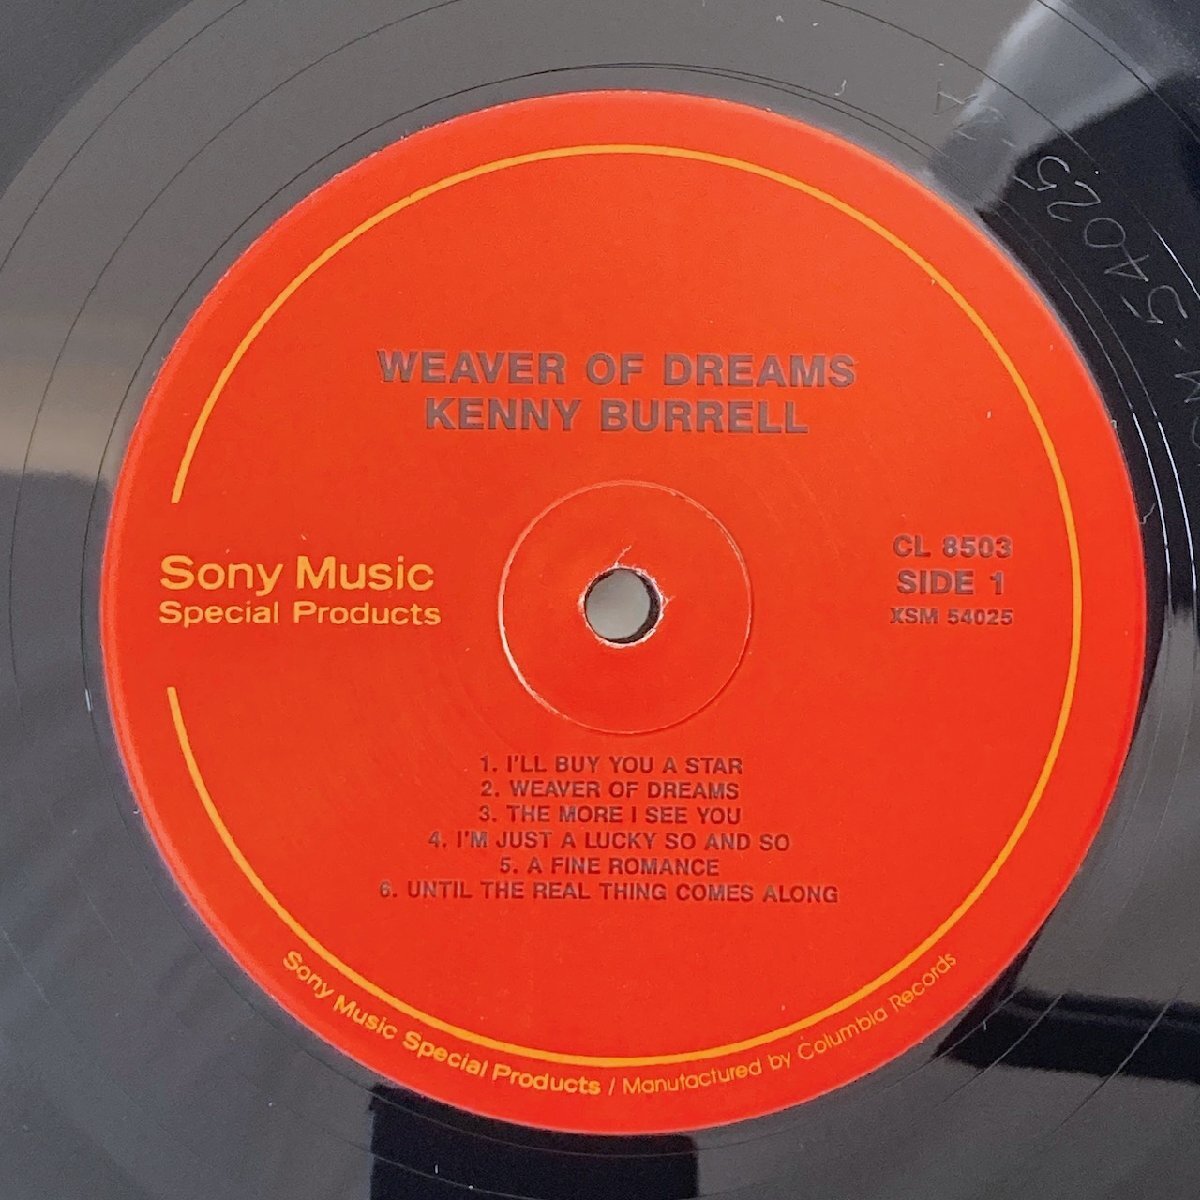 WEAVER OF DREAMS
KENNY BURRELL
Sony Music
Special Products
CL 8503
SIDE 1
XSM 54025
1. I'LL BUY YOU A STAR
2. WEAVER OF DREAMS
3. THE MORE I SEE YOU
4. I'M JUST A LUCKY SO AND SO
5. A FINE ROMANCE
6. UNTIL THE REAL THING COMES ALONG
Sony Music Special Products / Manufactured by Columbia Records
54025